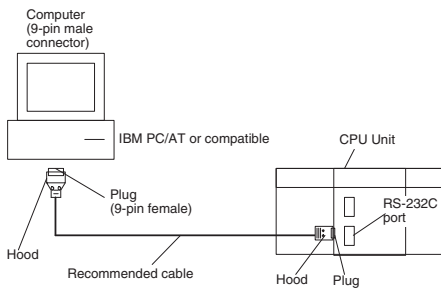 Computer
(9-pin male
connector)
IBM PC/AT or compatible
CPU Unit
Plug
(9-pin female)
RS-232C
port
Hood
Recommended cable
Hood
Plug